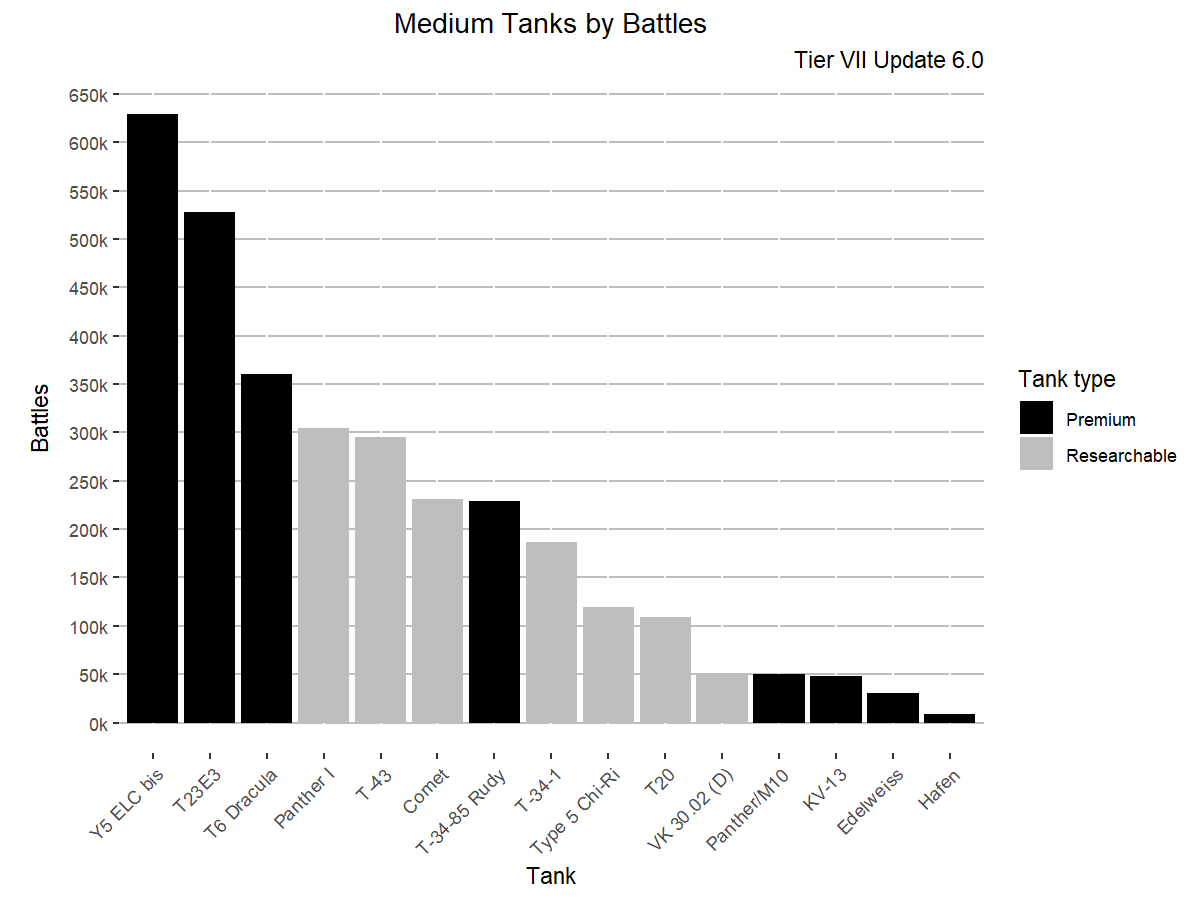 Medium Tanks by Battles
Tier VII Update 6.0
650k
600k
550k
500k
450k
400k
350k
300k
250k
200k
150k
100k
50k
0k
Battles
Y5 ELC bis
T23E3
T6 Dracula
Panther I
T-43
Comet
T-34-85 Rudy
T-34-1
Type 5 Chi-Ri
T20
VK 30.02 (D)
Panther/M10
KV-13
Edelweiss
Hafen
Tank
Tank type
Premium
Researchable